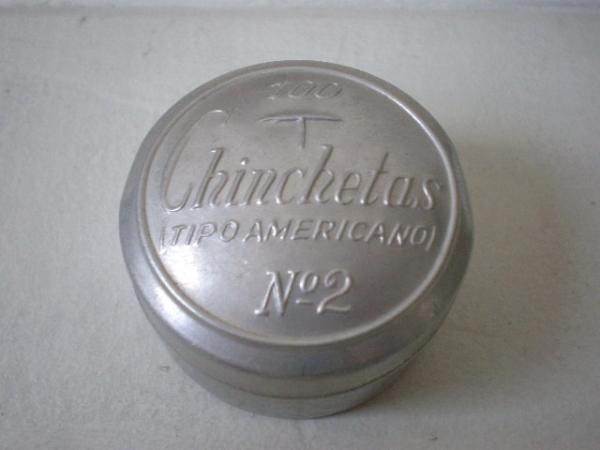 100
Chinchetas
(TIPO AMERICANO)
Nº2